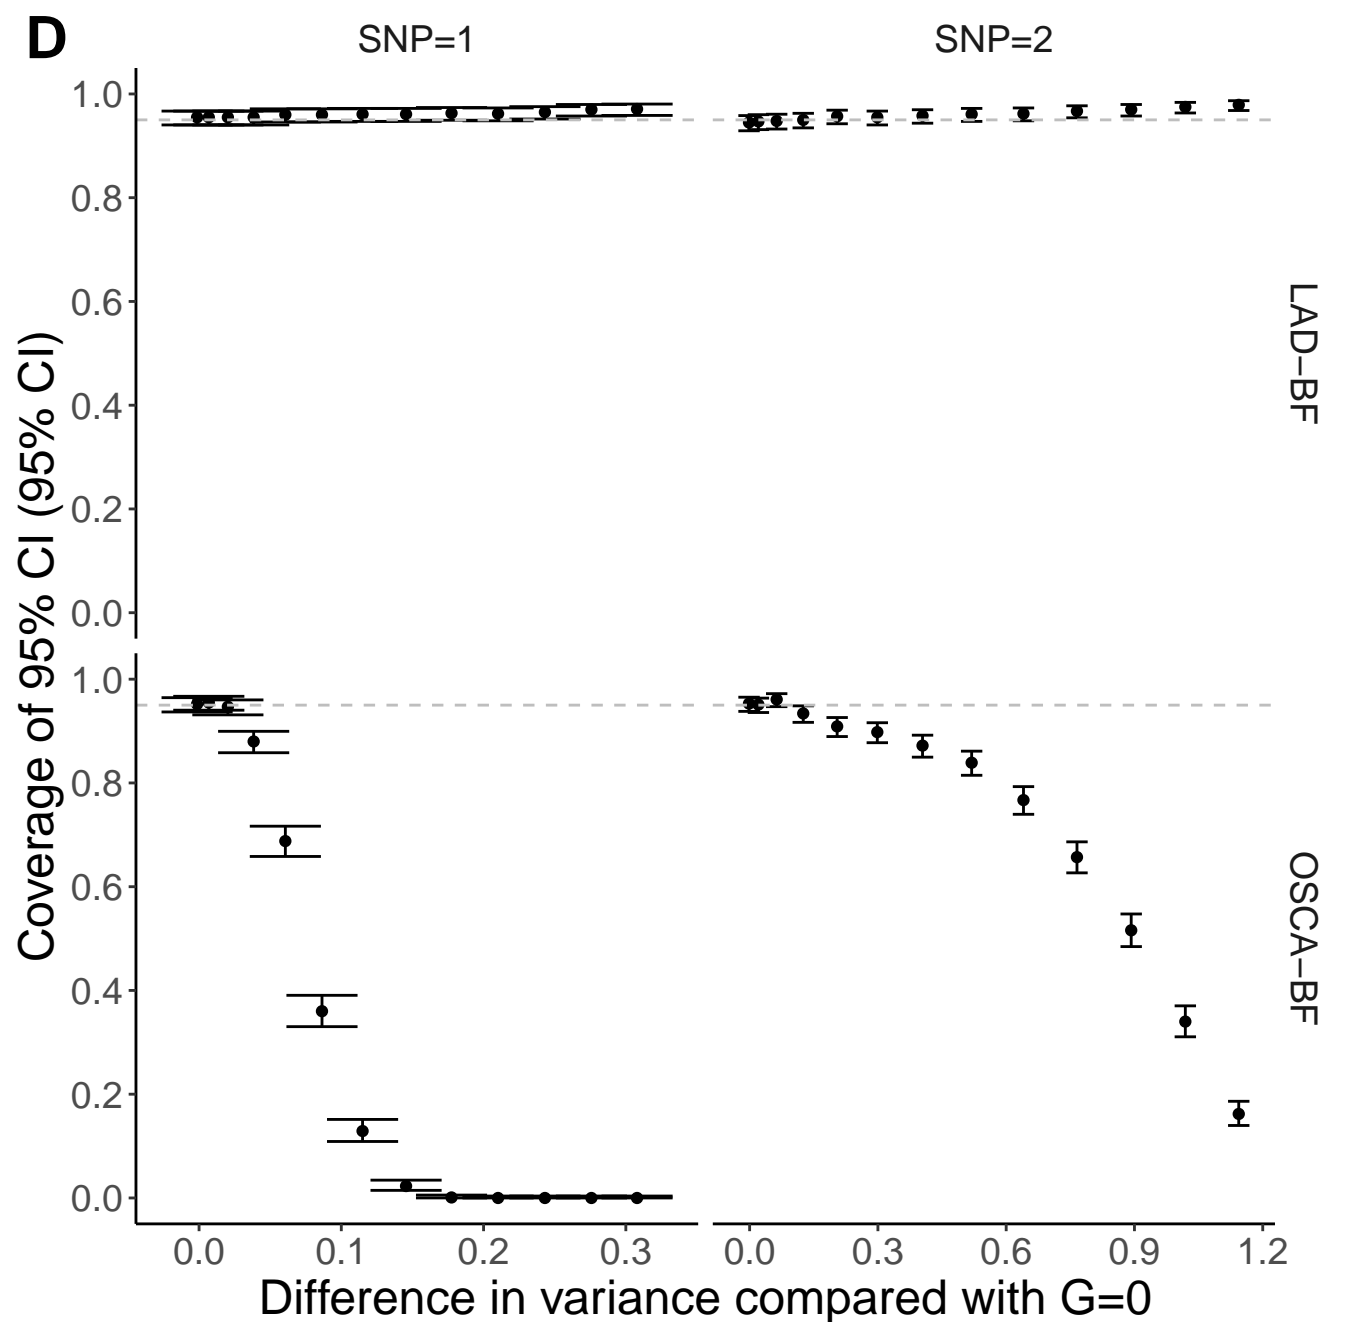 D
SNP=1
SNP=2
Coverage of 95% CI (95% CI)
1.0
0.8
0.6
0.4
0.2
0.0
LAD–BF
1.0
0.8
0.6
0.4
0.2
0.0
OSCA–BF
0.0 0.1 0.2 0.3
0.0 0.3 0.6 0.9 1.2
Difference in variance compared with G=0